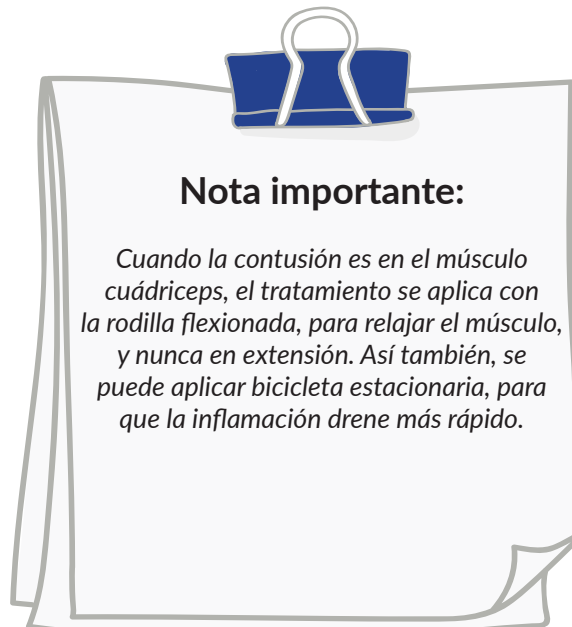 Nota importante:
Cuando la contusión es en el músculo
cuádriceps, el tratamiento se aplica con
la rodilla flexionada, para relajar el músculo,
y nunca en extensión. Así también, se
puede aplicar bicicleta estacionaria, para
que la inflamación drene más rápido.